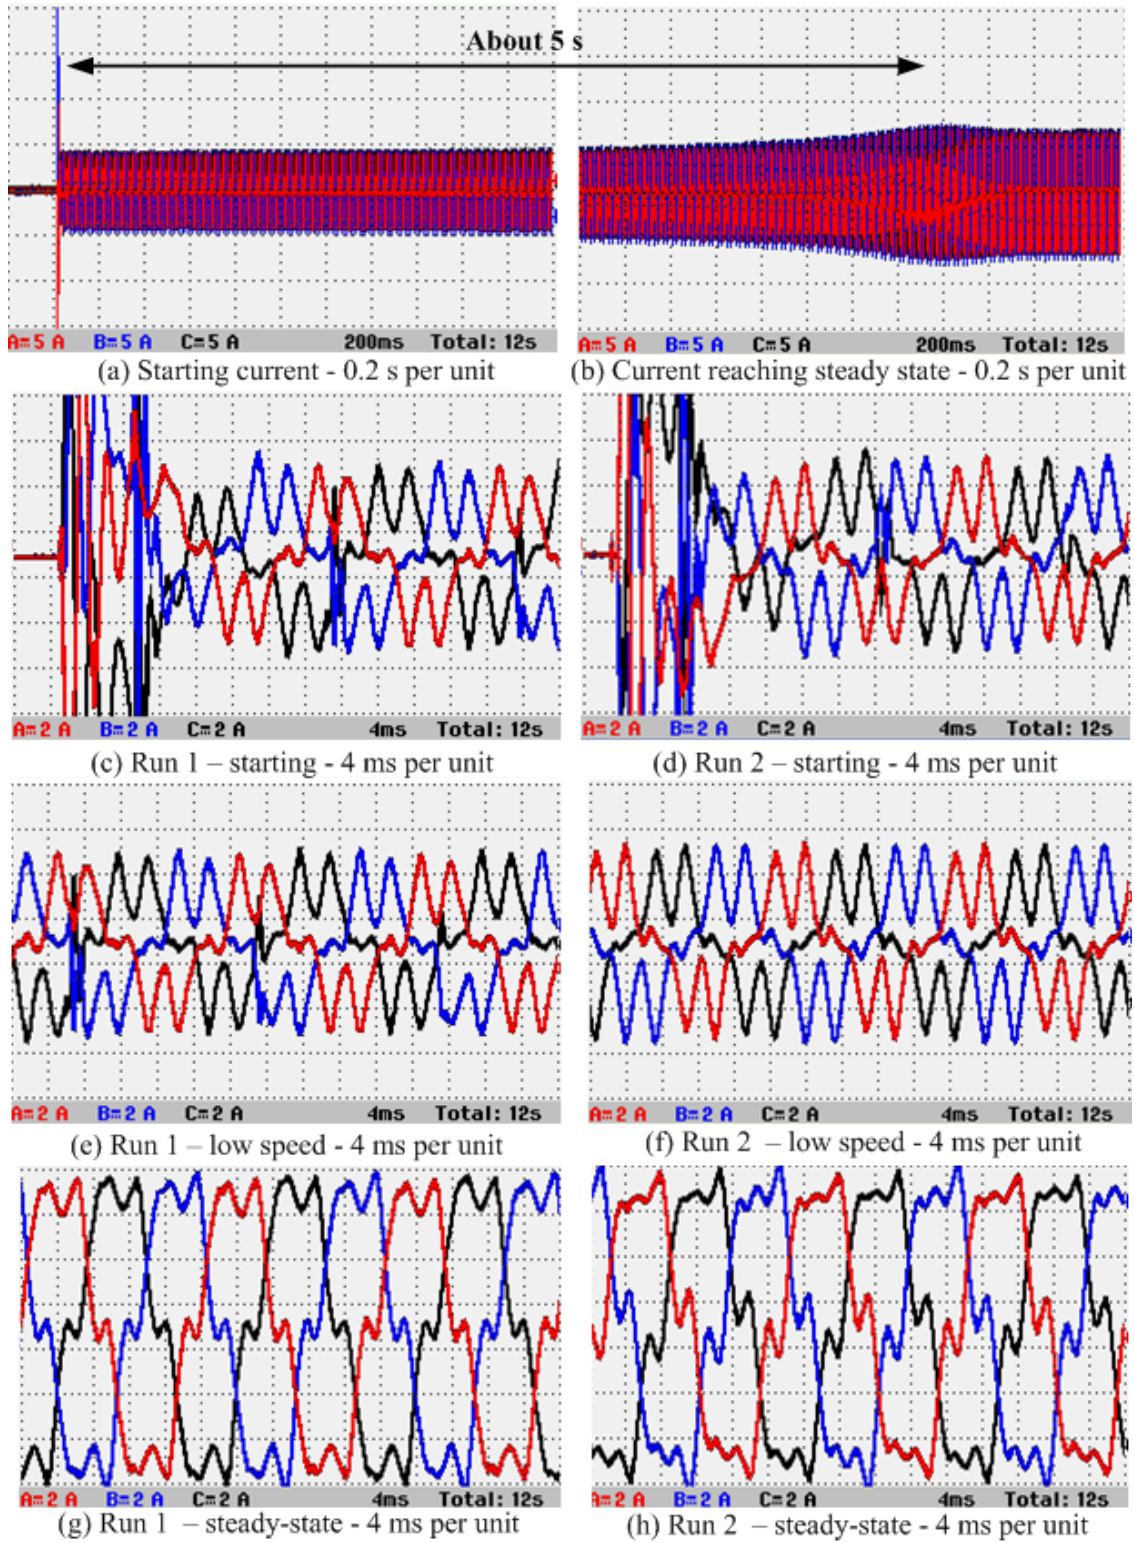 About 5 s
A=5 A B=5 A C=5 A 200ms Total: 12s
A=5 A B=5 A C=5 A 200ms Total: 12s
(a) Starting current - 0.2 s per unit
(b) Current reaching steady state - 0.2 s per unit
A=2 A B=2 A C=2 A 4ms Total: 12s
A=2 A B=2 A C=2 A 4ms Total: 12s
(c) Run 1 – starting - 4 ms per unit
(d) Run 2 – starting - 4 ms per unit
A=2 A B=2 A C=2 A 4ms Total: 12s
A=2 A B=2 A C=2 A 4ms Total: 12s
(e) Run 1 – low speed - 4 ms per unit
(f) Run 2 – low speed - 4 ms per unit
A=2 A B=2 A C=2 A 4ms Total: 12s
A=2 A B=2 A C=2 A 4ms Total: 12s
(g) Run 1 – steady-state - 4 ms per unit
(h) Run 2 – steady-state - 4 ms per unit